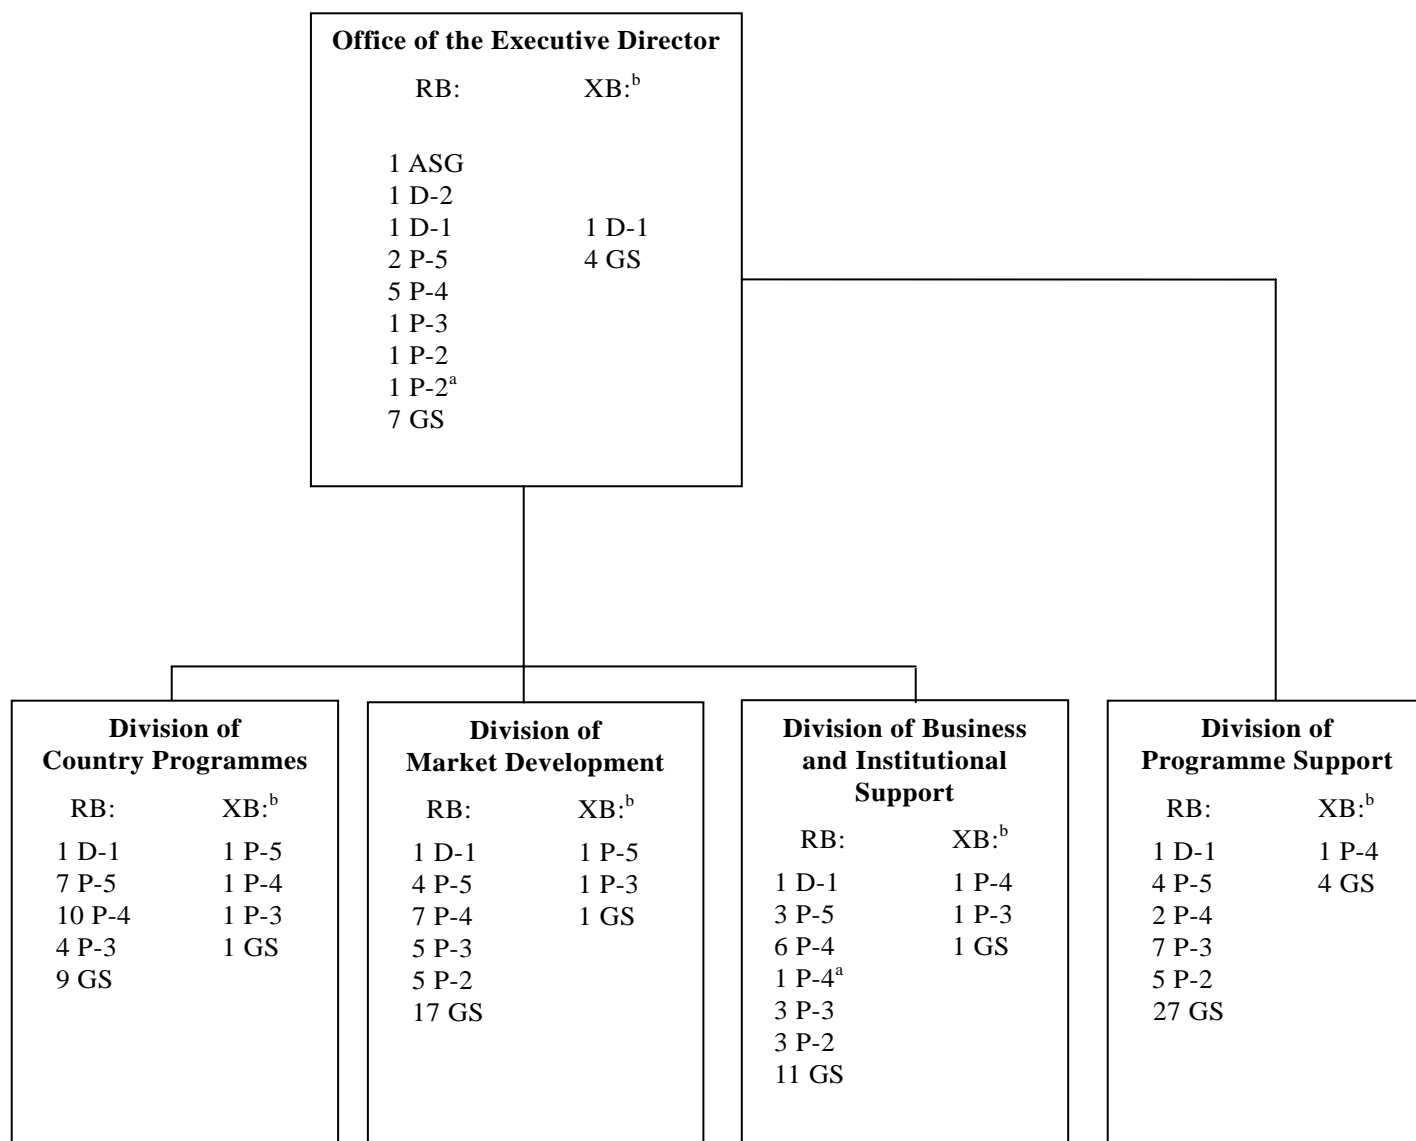 Office of the Executive Director
RB: XB:b
1 ASG
1 D-2
1 D-1 1 D-1
2 P-5 4 GS
5 P-4
1 P-3
1 P-2
1 P-2a
7 GS
Division of
Country Programmes
RB: XB:b
1 D-1 1 P-5
7 P-5 1 P-4
10 P-4 1 P-3
4 P-3 1 GS
9 GS
Division of
Market Development
RB: XB:b
1 D-1 1 P-5
4 P-5 1 P-3
7 P-4 1 GS
5 P-3
5 P-2
17 GS
Division of Business
and Institutional
Support
RB: XB:b
1 D-1 1 P-4
3 P-5 1 P-3
6 P-4 1 GS
1 P-4a
3 P-3
3 P-2
11 GS
Division of
Programme Support
RB: XB:b
1 D-1 1 P-4
4 P-5 4 GS
2 P-4
7 P-3
5 P-2
27 GS